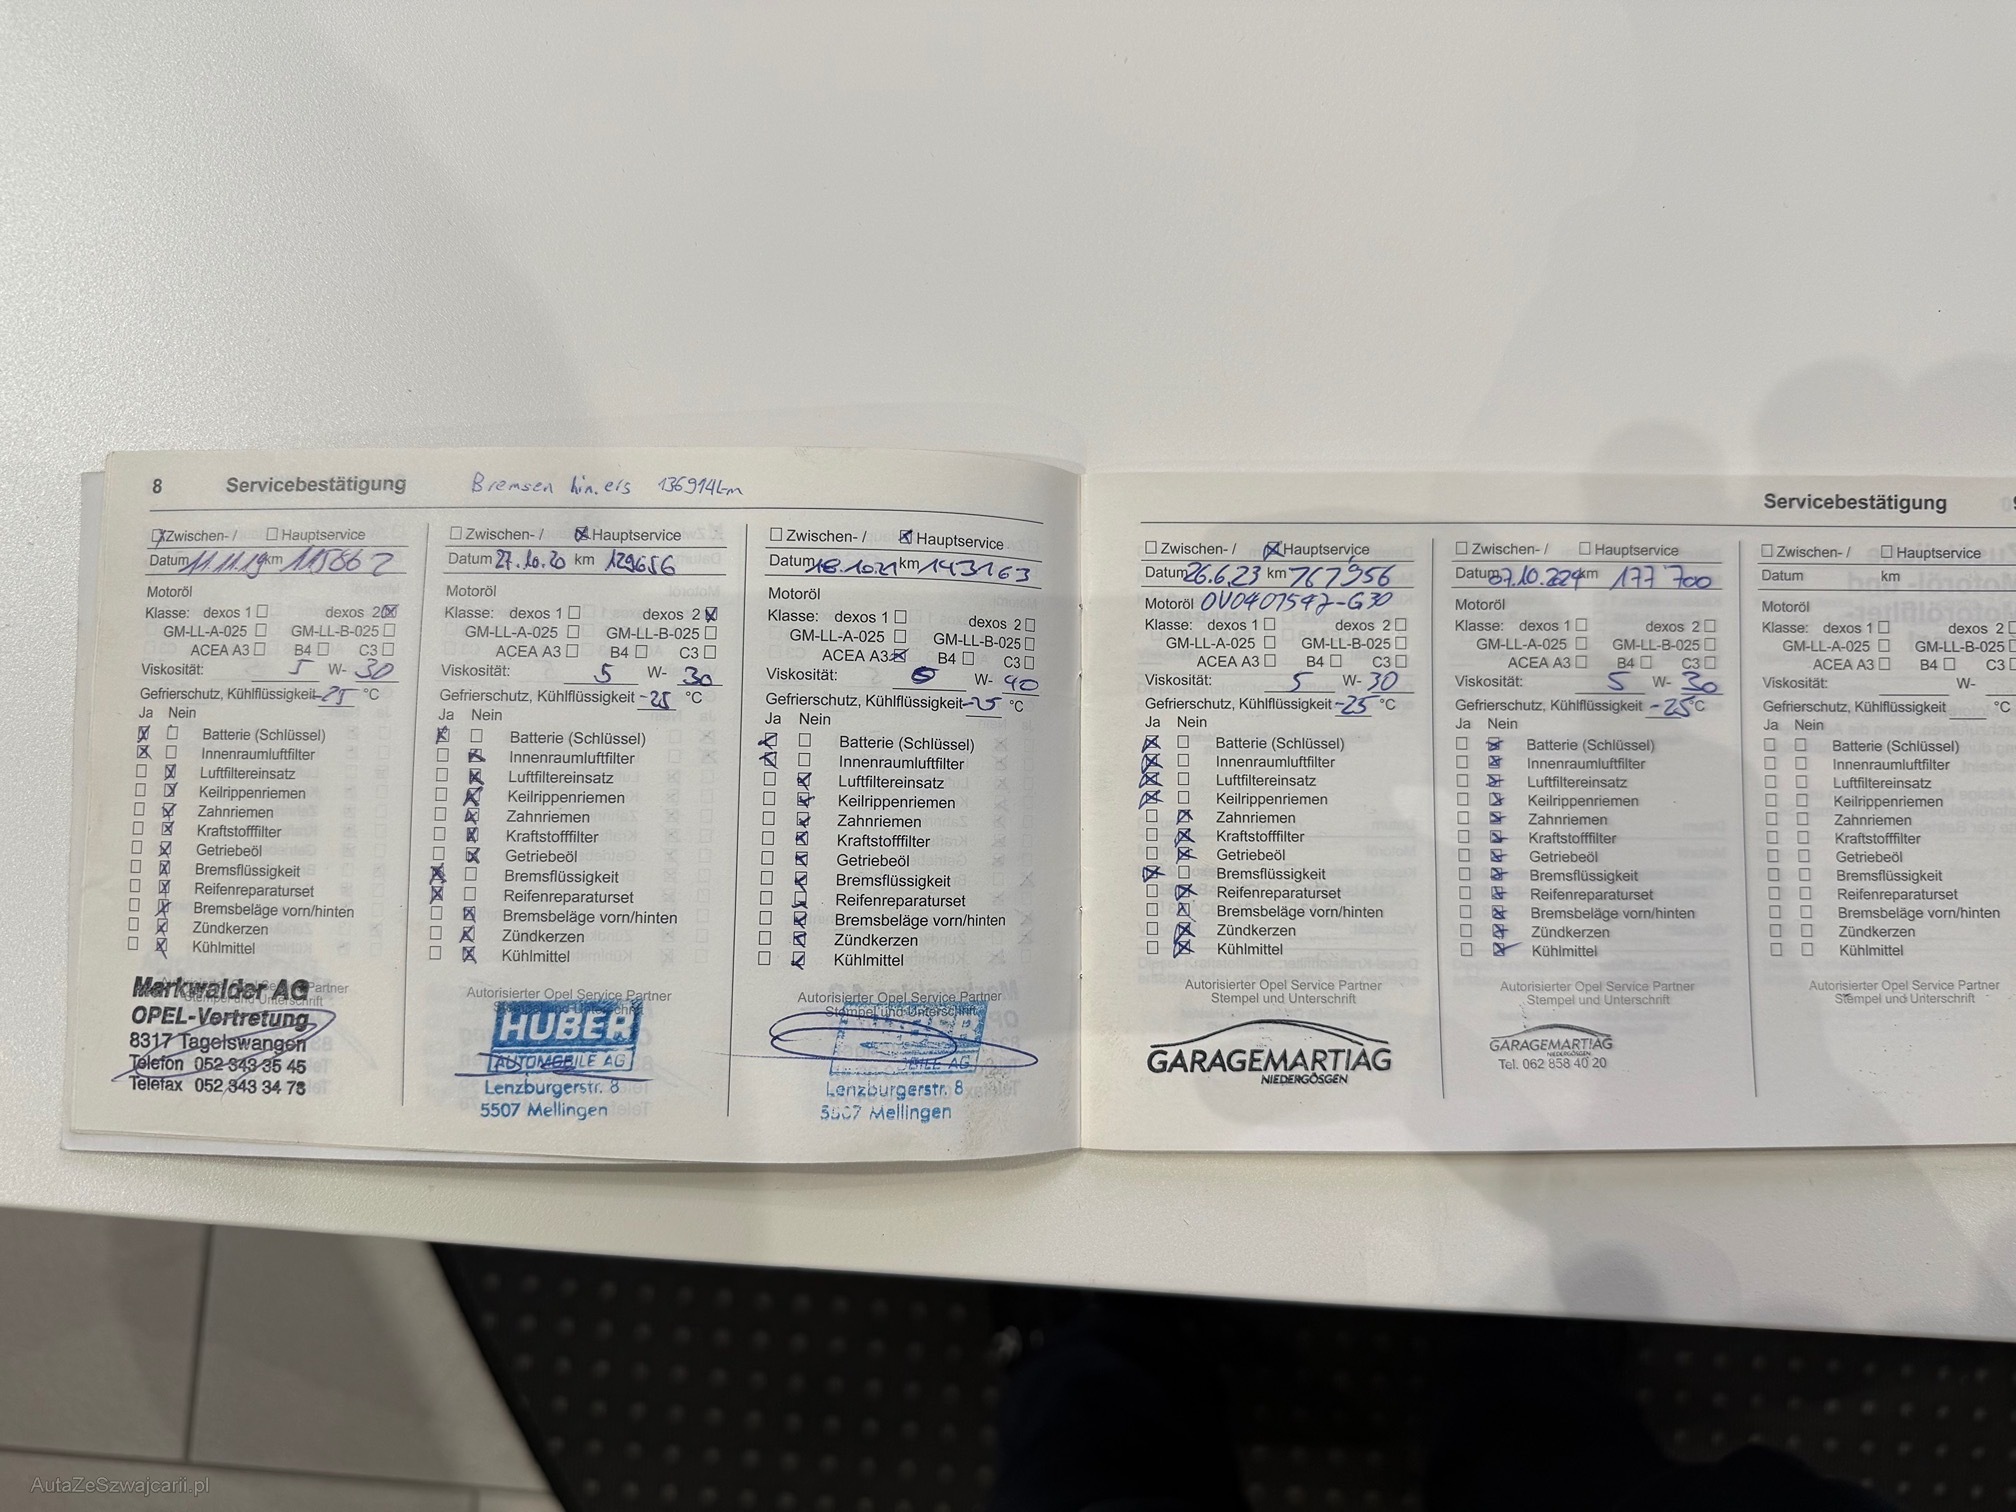 8 Servicebestätigung Bremsen 136914km
Zwischen- / Hauptservice
Datum 11.11.19 km 115862
Motoröl
Klasse: dexos 1 dexos 2
GM-LL-A-025 GM-LL-B-025
ACEA A3 B4 C3
Viskosität: 5 W- 30
Gefrierschutz, Kühlflüssigkeit -25 °C
Ja Nein
Batterie (Schlüssel)
Innenraumluftfilter
Luftfiltereinsatz
Keilrippenriemen
Zahnriemen
Kraftstofffilter
Getriebeöl
Bremsflüssigkeit
Reifenreparaturset
Bremsbeläge vorn/hinten
Zündkerzen
Kühlmittel
Markwalder AG
OPEL-Vertretung
8317 Tagelswangen
Telefon 052 343 35 45
Telefax 052 343 34 73
Zwischen- / Hauptservice
Datum 27.10.20 km 129656
Motoröl
Klasse: dexos 1 dexos 2
GM-LL-A-025 GM-LL-B-025
ACEA A3 B4 C3
Viskosität: 5 W- 30
Gefrierschutz, Kühlflüssigkeit -25 °C
Ja Nein
Batterie (Schlüssel)
Innenraumluftfilter
Luftfiltereinsatz
Keilrippenriemen
Zahnriemen
Kraftstofffilter
Getriebeöl
Bremsflüssigkeit
Reifenreparaturset
Bremsbeläge vorn/hinten
Zündkerzen
Kühlmittel
Autorisierter Opel Service Partner
Stempel und Unterschrift
HUBER
AUTOMOBILE AG
Lenzburgerstr. 8
5507 Mellingen
Zwischen- / Hauptservice
Datum 18.10.21 km 143163
Motoröl
Klasse: dexos 1 dexos 2
GM-LL-A-025 GM-LL-B-025
ACEA A3 B4 C3
Viskosität: 5 W- 40
Gefrierschutz, Kühlflüssigkeit -25 °C
Ja Nein
Batterie (Schlüssel)
Innenraumluftfilter
Luftfiltereinsatz
Keilrippenriemen
Zahnriemen
Kraftstofffilter
Getriebeöl
Bremsflüssigkeit
Reifenreparaturset
Bremsbeläge vorn/hinten
Zündkerzen
Kühlmittel
Autorisierter Opel Service Partner
Stempel und Unterschrift
Lenzburgerstr. 8
5507 Mellingen
Servicebestätigung
Zwischen- / Hauptservice
Datum 26.6.23 km 167956
Motoröl OV0401547-G30
Klasse: dexos 1 dexos 2
GM-LL-A-025 GM-LL-B-025
ACEA A3 B4 C3
Viskosität: 5 W- 30
Gefrierschutz, Kühlflüssigkeit -25 °C
Ja Nein
Batterie (Schlüssel)
Innenraumluftfilter
Luftfiltereinsatz
Keilrippenriemen
Zahnriemen
Kraftstofffilter
Getriebeöl
Bremsflüssigkeit
Reifenreparaturset
Bremsbeläge vorn/hinten
Zündkerzen
Kühlmittel
Autorisierter Opel Service Partner
Stempel und Unterschrift
GARAGEMARTIAG
NIEDERGÖSGEN
Zwischen- / Hauptservice
Datum 07.10.2024 km 177 700
Motoröl
Klasse: dexos 1 dexos 2
GM-LL-A-025 GM-LL-B-025
ACEA A3 B4 C3
Viskosität: 5 W- 30
Gefrierschutz, Kühlflüssigkeit -25 °C
Ja Nein
Batterie (Schlüssel)
Innenraumluftfilter
Luftfiltereinsatz
Keilrippenriemen
Zahnriemen
Kraftstofffilter
Getriebeöl
Bremsflüssigkeit
Reifenreparaturset
Bremsbeläge vorn/hinten
Zündkerzen
Kühlmittel
Autorisierter Opel Service Partner
Stempel und Unterschrift
GARAGEMARTIAG
NIEDERGÖSGEN
Tel. 062 858 40 20
Zwischen- / Hauptservice
Datum km
Motoröl
Klasse: dexos 1 dexos 2
GM-LL-A-025 GM-LL-B-025
ACEA A3 B4 C3
Viskosität: W-
Gefrierschutz, Kühlflüssigkeit °C
Ja Nein
Batterie (Schlüssel)
Innenraumluftfilter
Luftfiltereinsatz
Keilrippenriemen
Zahnriemen
Kraftstofffilter
Getriebeöl
Bremsflüssigkeit
Reifenreparaturset
Bremsbeläge vorn/hinten
Zündkerzen
Kühlmittel
Autorisierter Opel Service Partner
Stempel und Unterschrift
AutaZeSzwajcarii.pl